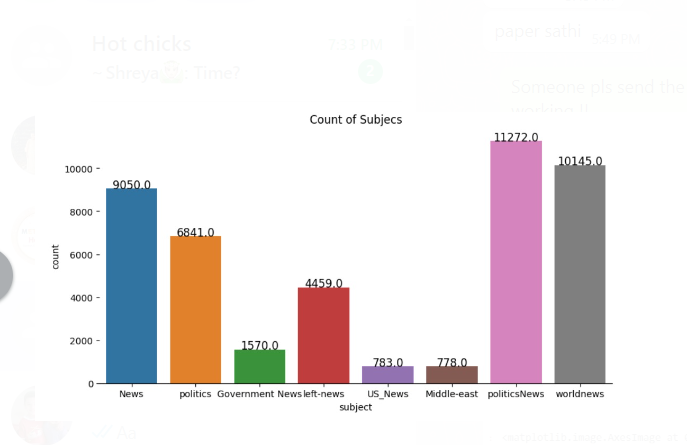 Hot chicks
7:33 PM
~ Shreya: Time?
paper sathi
Someone pls send the
working !!
Count of Subjecs
count
10000
8000
6000
4000
2000
0
9050.0
6841.0
1570.0
4459.0
783.0
778.0
11272.0
10145.0
News politics Government News left-news US_News Middle-east politicsNews worldnews
subject